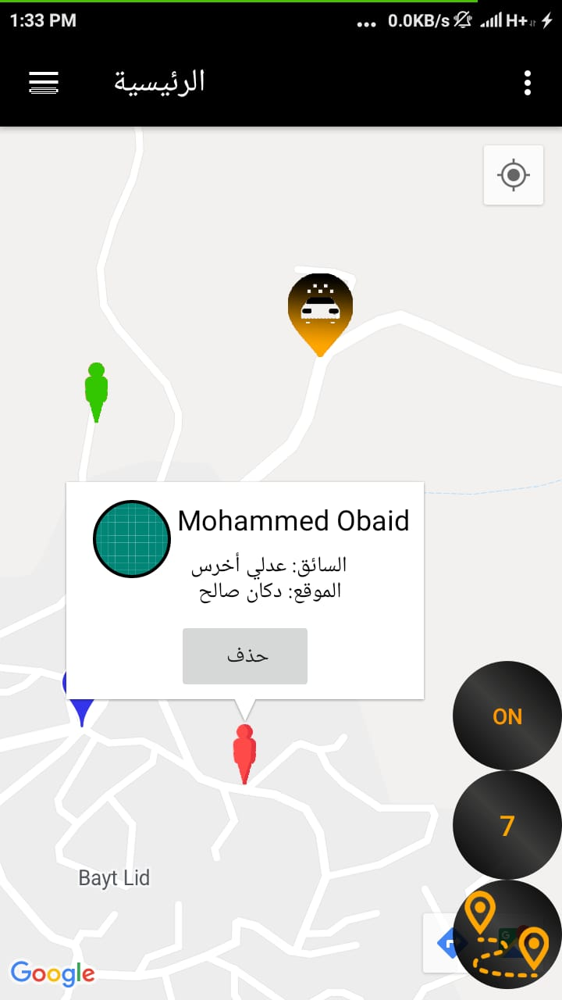 1:33 PM
... 0.0KB/s H+
الرئيسية
Mohammed Obaid
السائق: عدلي أخرس
الموقع: دكان صالح
حذف
ON
7
Bayt Lid
G
Google